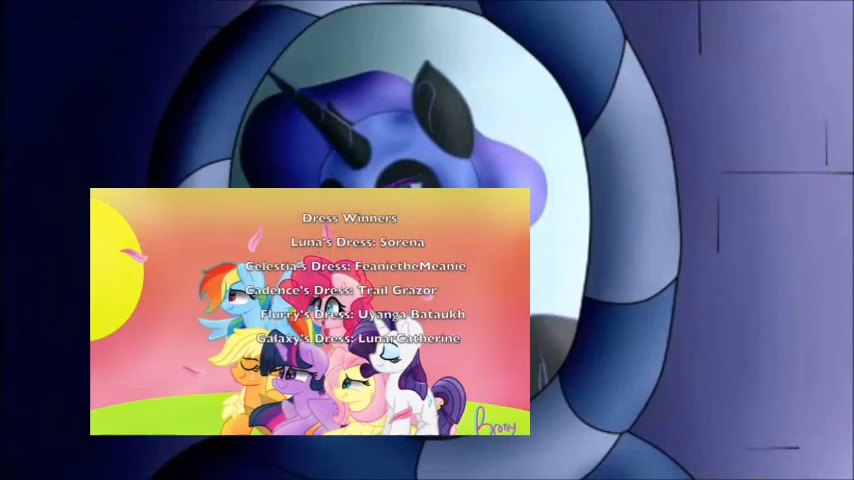 Dress Winners
Luna's Dress: Sorena
Celestia's Dress: FeanietheMeanie
Cadence's Dress: Trail Grazor
Flurry's Dress: Uyanga Bataukh
Galaxy's Dress: LunarCatherine
Brony